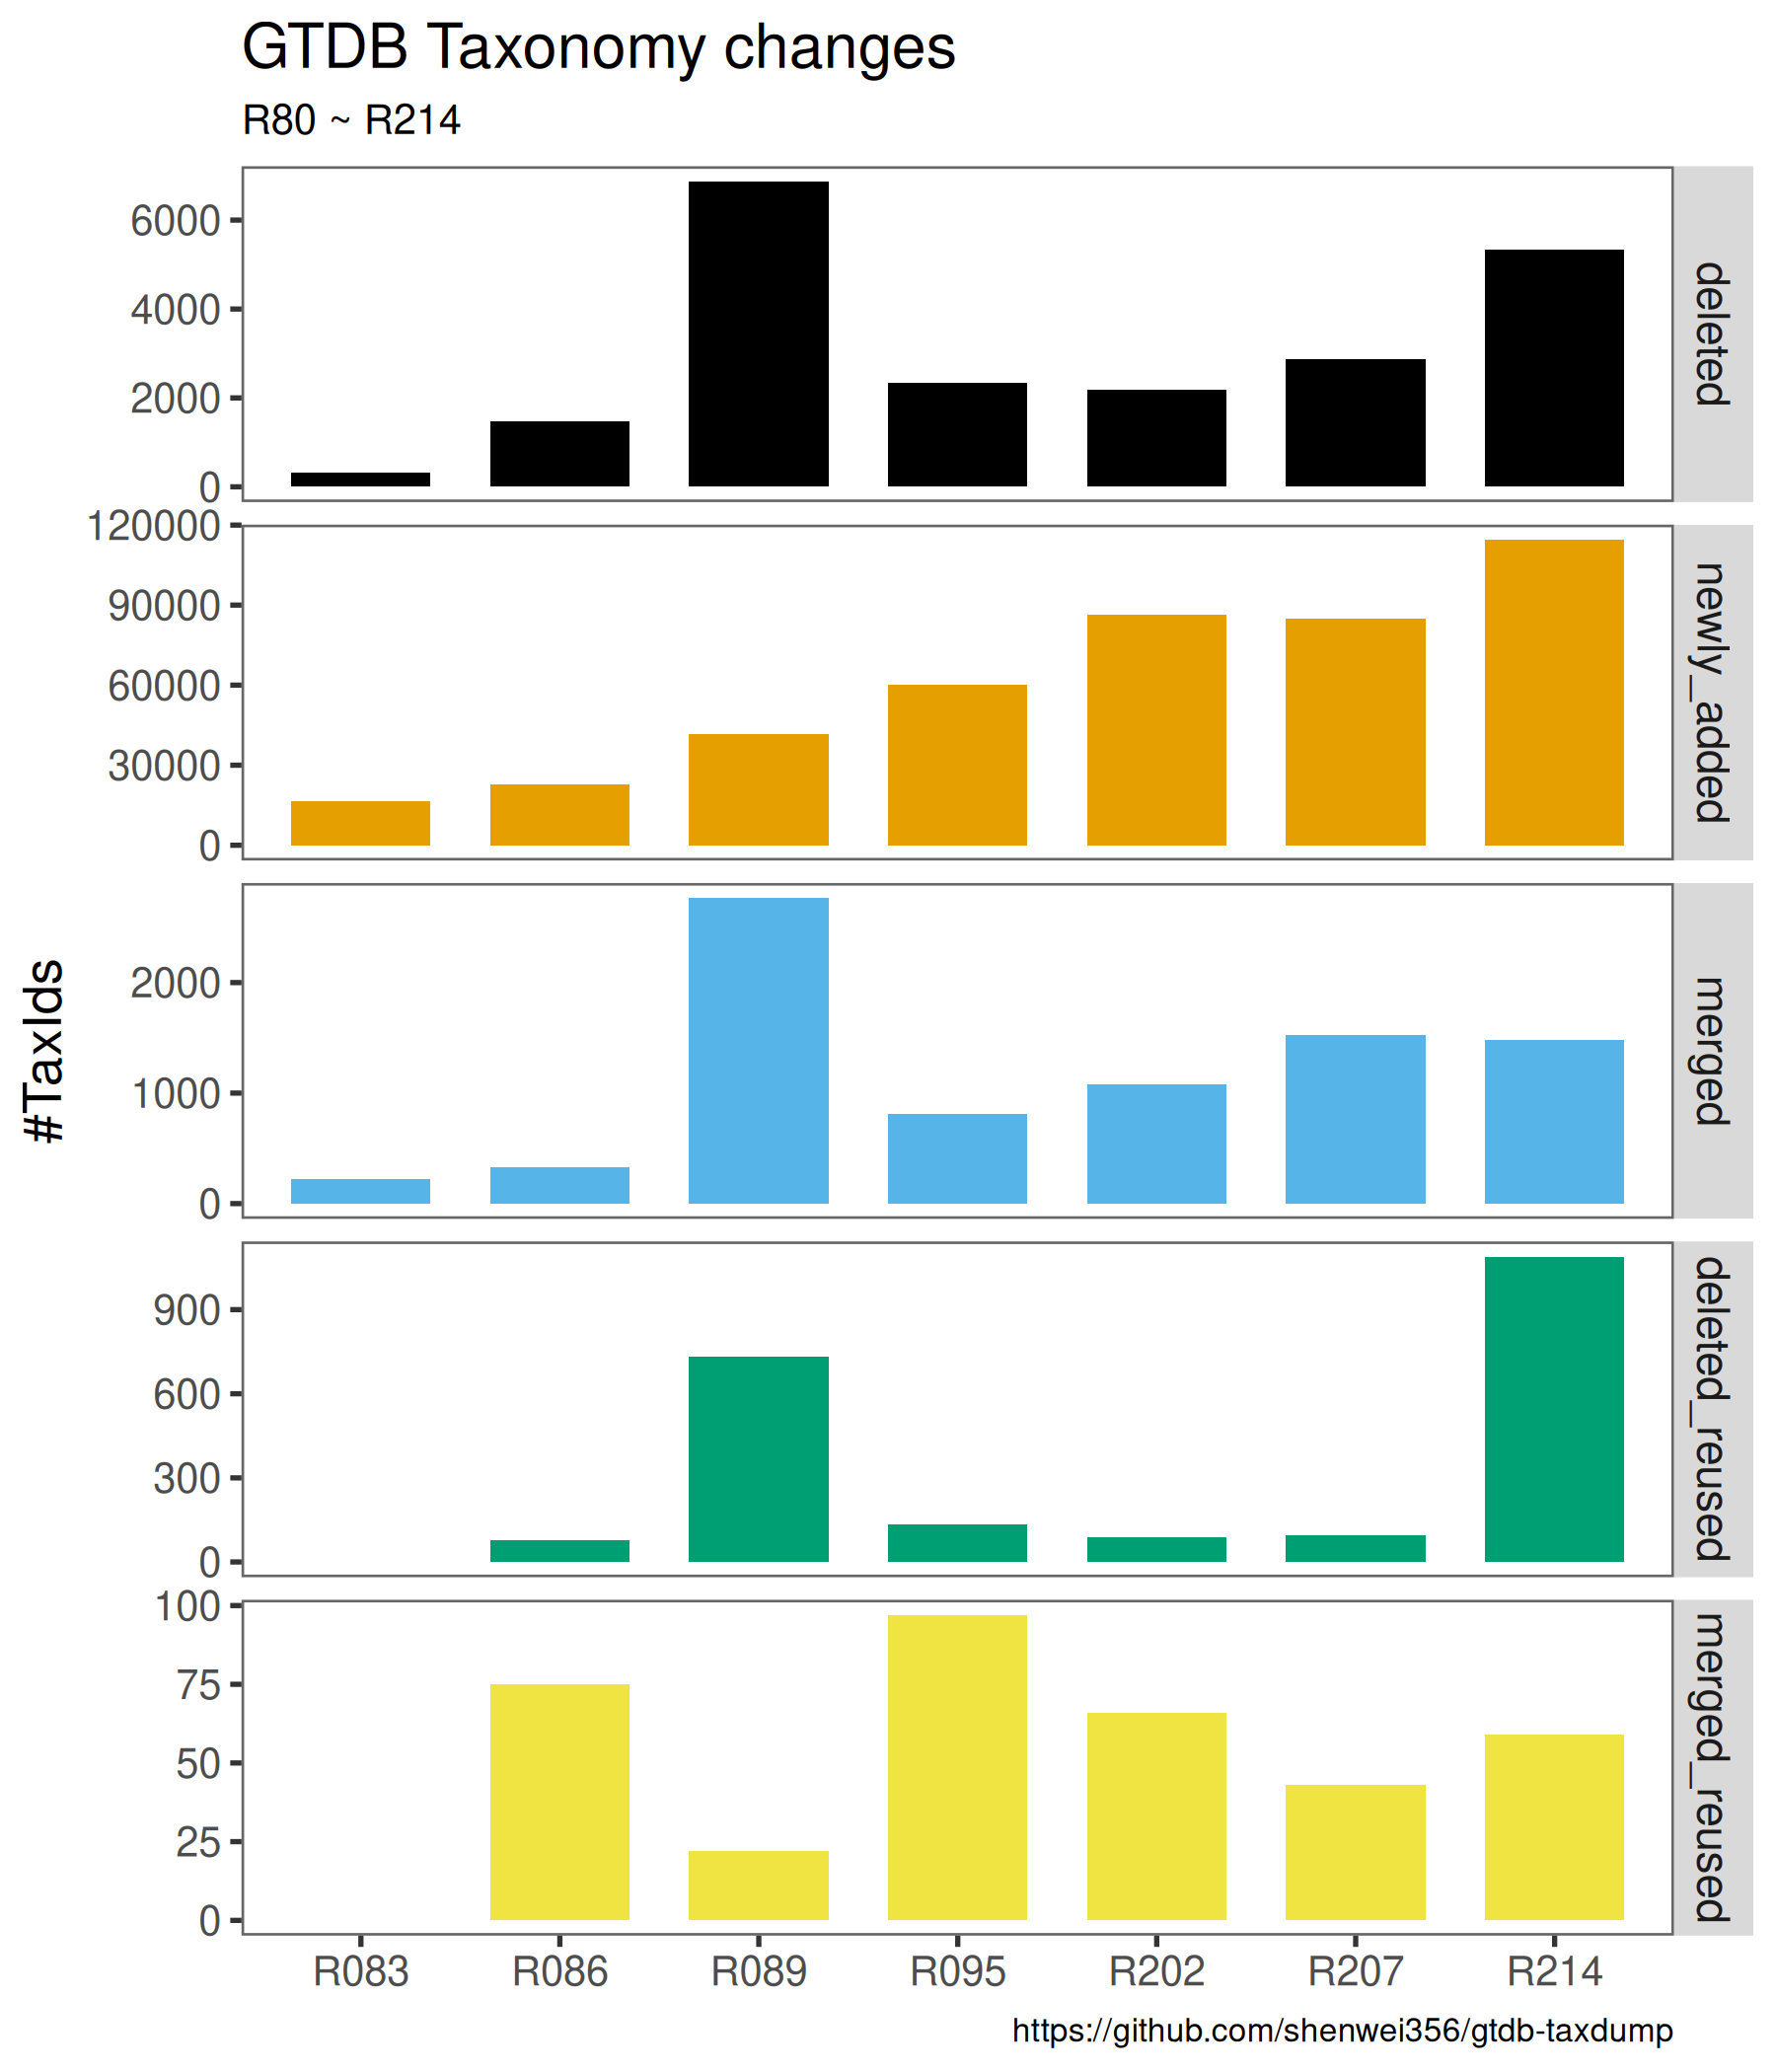 GTDB Taxonomy changes
R80 ~ R214
#TaxIds
6000
4000
2000
0
deleted
120000
90000
60000
30000
0
newly_added
2000
1000
0
merged
900
600
300
0
deleted_reused
100
75
50
25
0
merged_reused
R083 R086 R089 R095 R202 R207 R214
https://github.com/shenwei356/gtdb-taxdump